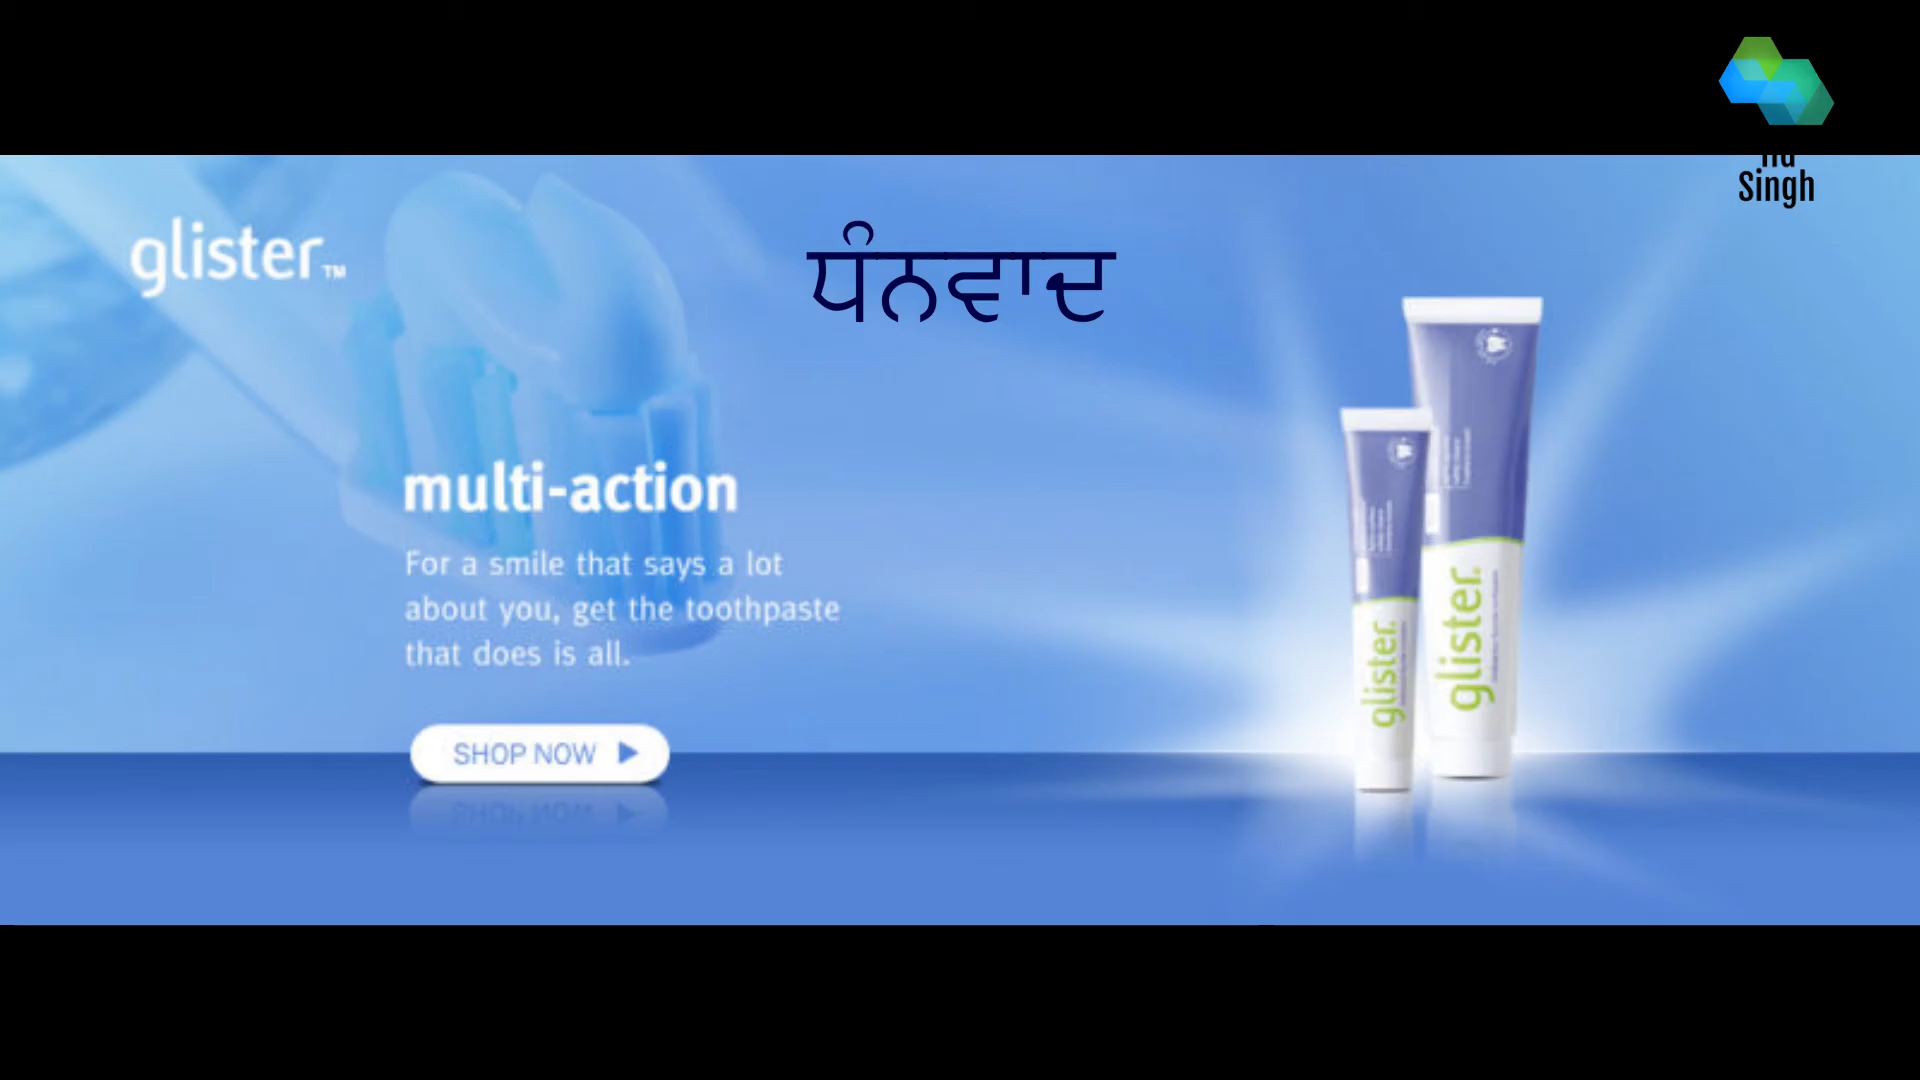 Singh
glister™
ਧੰਨਵਾਦ
multi-action
For a smile that says a lot
about you, get the toothpaste
that does is all.
SHOP NOW
glister.
glister.